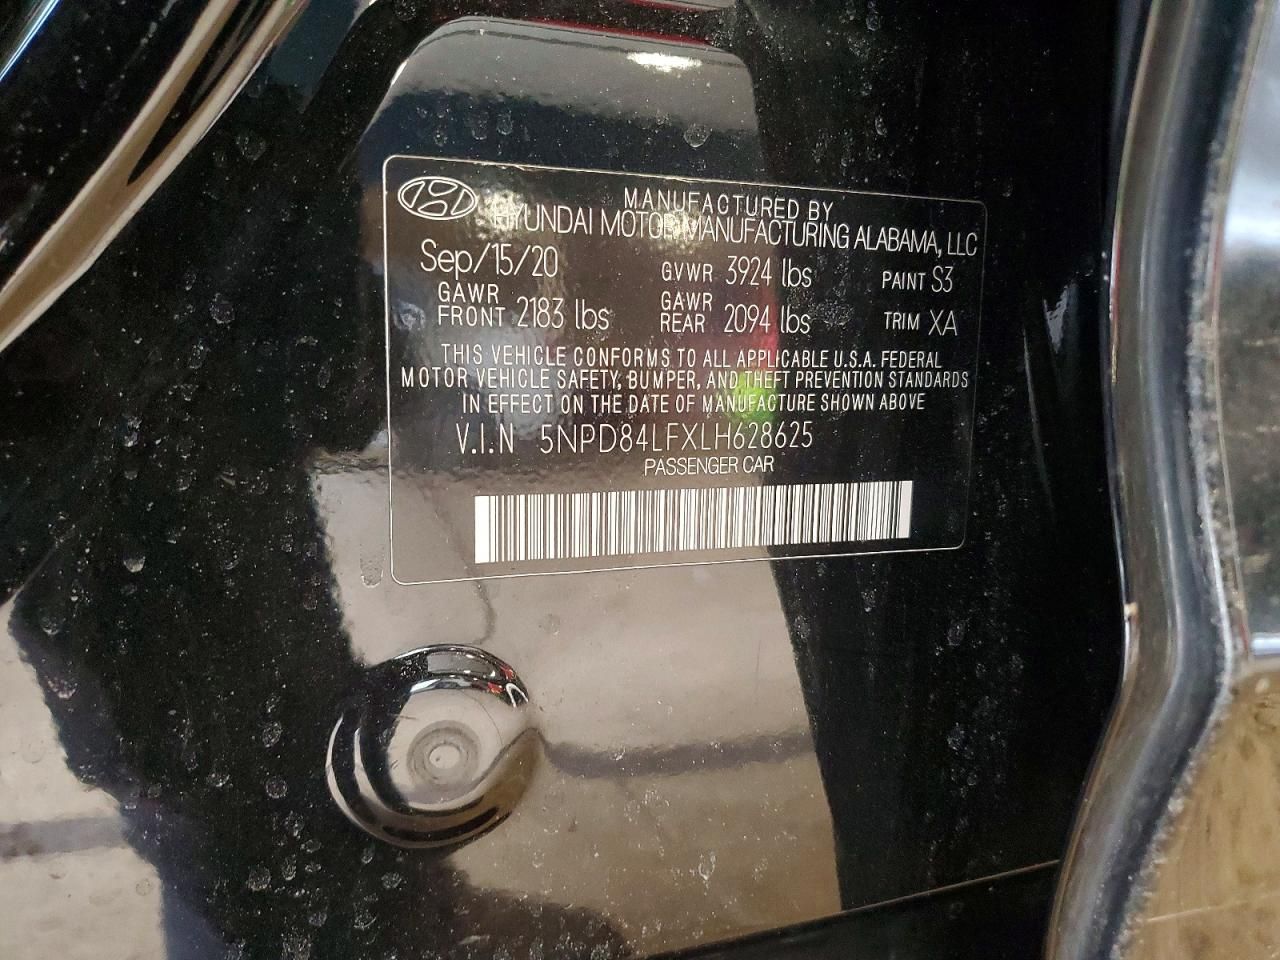 MANUFACTURED BY
HYUNDAI MOTOR MANUFACTURING ALABAMA, LLC
Sep/15/20 GVWR 3924 lbs PAINT S3
GAWR FRONT 2183 lbs GAWR REAR 2094 lbs TRIM XA
THIS VEHICLE CONFORMS TO ALL APPLICABLE U.S.A. FEDERAL
MOTOR VEHICLE SAFETY, BUMPER, AND THEFT PREVENTION STANDARDS
IN EFFECT ON THE DATE OF MANUFACTURE SHOWN ABOVE
V.I.N 5NPD84LFXLH628625
PASSENGER CAR